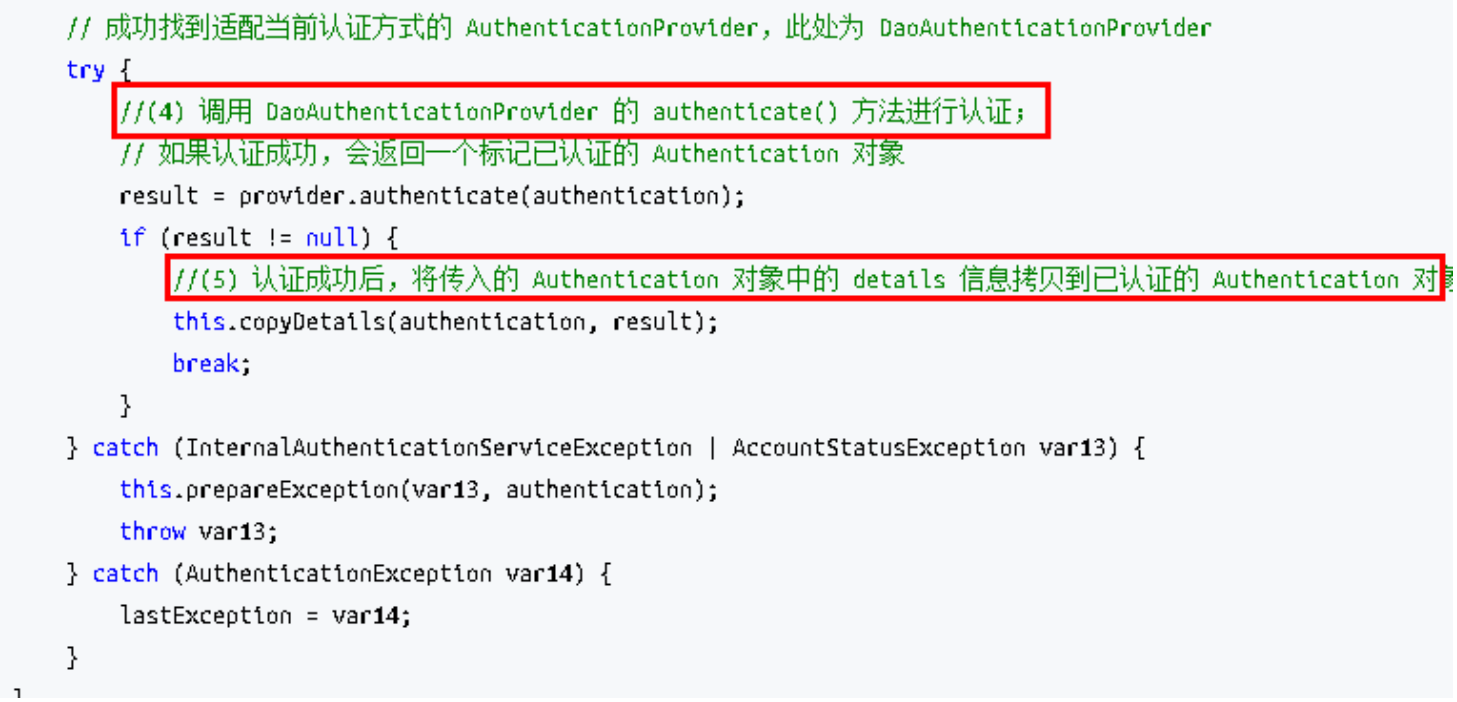 // 成功找到适配当前认证方式的 AuthenticationProvider，此处为 DaoAuthenticationProvider
try {
//(4) 调用 DaoAuthenticationProvider 的 authenticate() 方法进行认证；
// 如果认证成功，会返回一个标记已认证的 Authentication 对象
result = provider.authenticate(authentication);
if (result != null) {
//(5) 认证成功后，将传入的 Authentication 对象中的 details 信息拷贝到已认证的 Authentication 对
this.copyDetails(authentication, result);
break;
}
} catch (InternalAuthenticationServiceException | AccountStatusException var13) {
this.prepareException(var13, authentication);
throw var13;
} catch (AuthenticationException var14) {
lastException = var14;
}